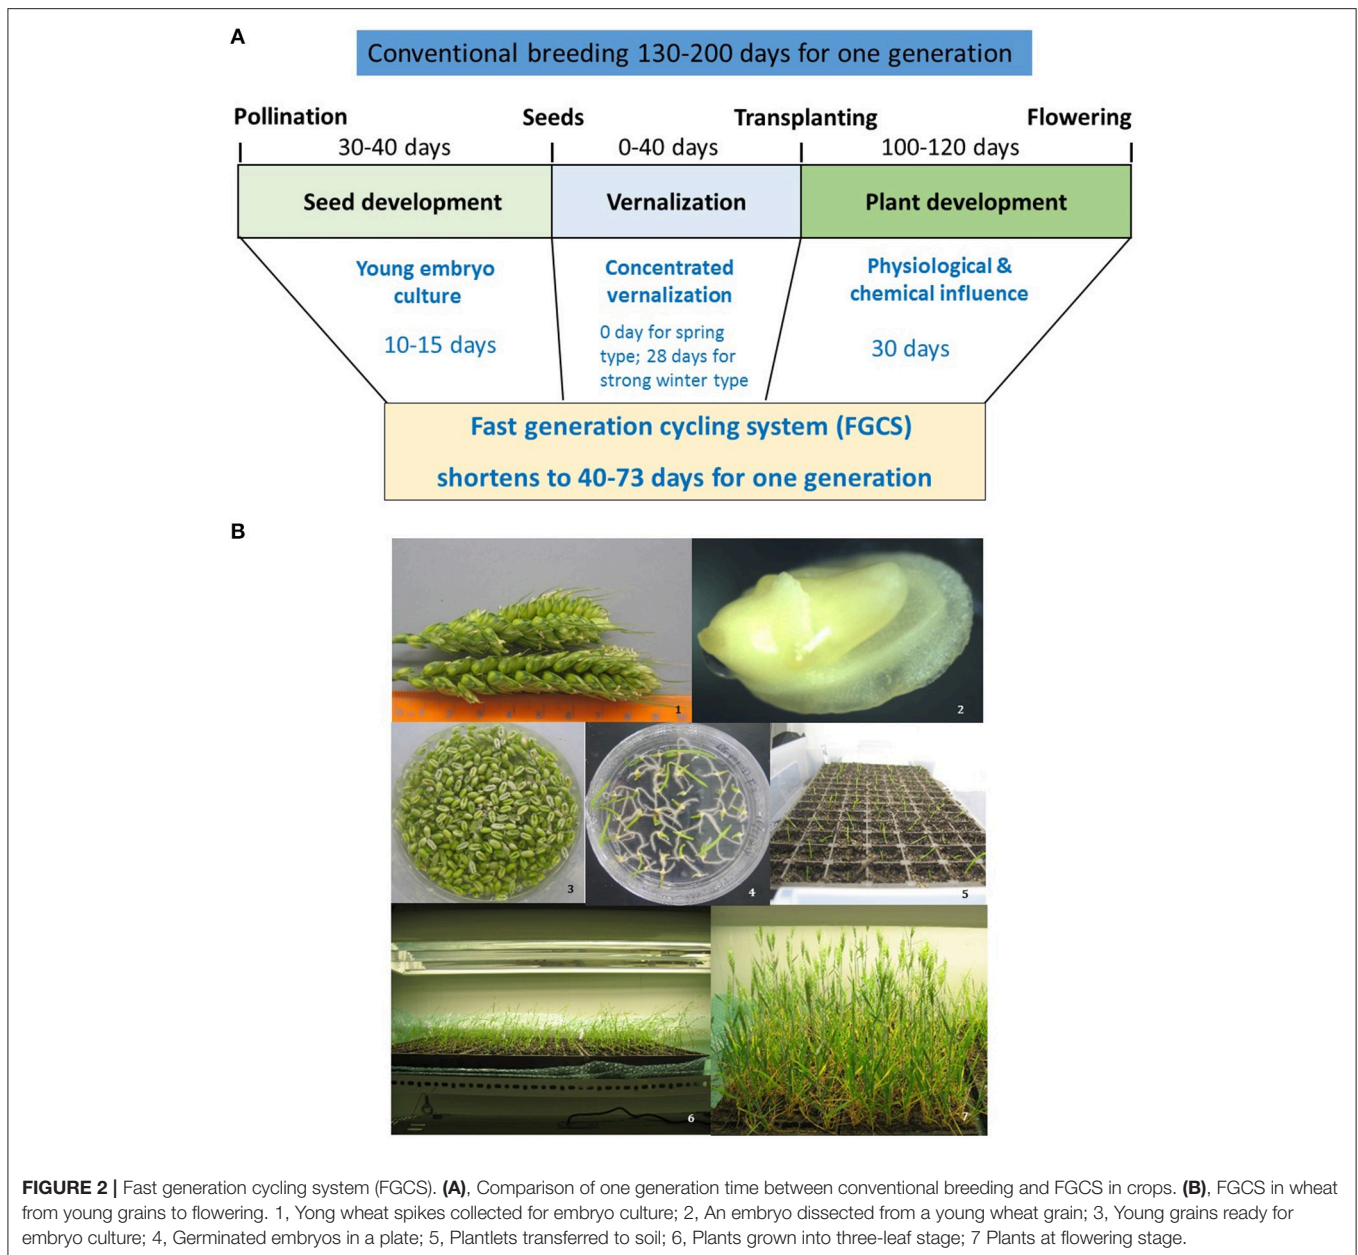 A
Conventional breeding 130-200 days for one generation
Pollination Seeds Transplanting Flowering
30-40 days 0-40 days 100-120 days
Seed development Vernalization Plant development
Young embryo
culture
10-15 days
Concentrated
vernalization
0 day for spring
type; 28 days for
strong winter type
Physiological &
chemical influence
30 days
Fast generation cycling system (FGCS)
shortens to 40-73 days for one generation
B
1
2
3
4
5
6
7
FIGURE 2 | Fast generation cycling system (FGCS). (A), Comparison of one generation time between conventional breeding and FGCS in crops. (B), FGCS in wheat
from young grains to flowering. 1, Yong wheat spikes collected for embryo culture; 2, An embryo dissected from a young wheat grain; 3, Young grains ready for
embryo culture; 4, Germinated embryos in a plate; 5, Plantlets transferred to soil; 6, Plants grown into three-leaf stage; 7 Plants at flowering stage.